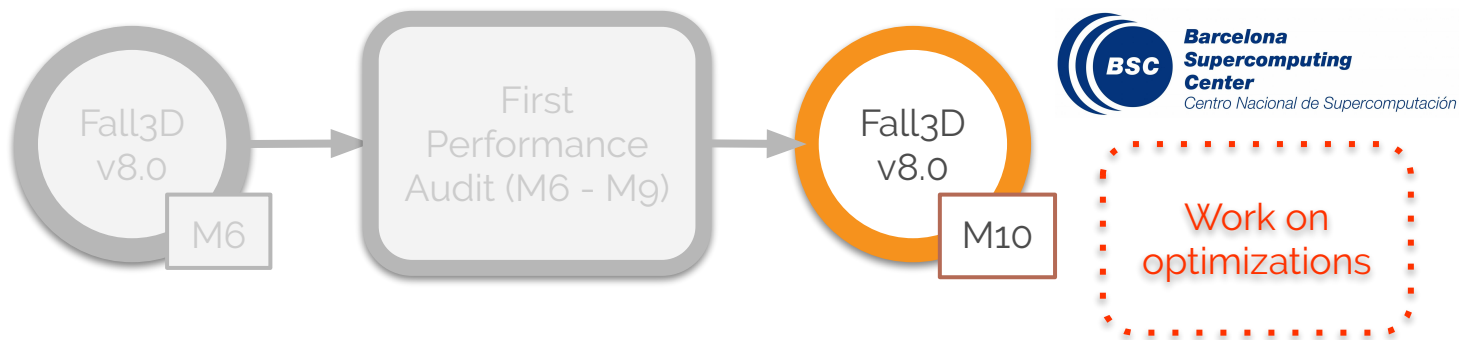 Fall3D
v8.0
M6
First
Performance
Audit (M6 - M9)
Fall3D
v8.0
M10
BSC
Barcelona
Supercomputing
Center
Centro Nacional de Supercomputación
Work on
optimizations